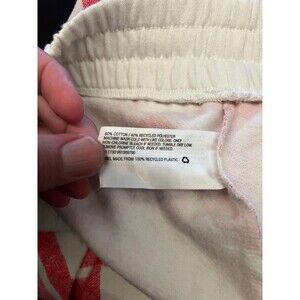 60% COTTON / 40% RECYCLED POLYESTER
MACHINE WASH COLD WITH LIKE COLORS. ONLY
NON-CHLORINE BLEACH IF NEEDED. TUMBLE DRY LOW.
REMOVE PROMPTLY. COOL IRON IF NEEDED.
MADE FROM 100% RECYCLED PLASTIC